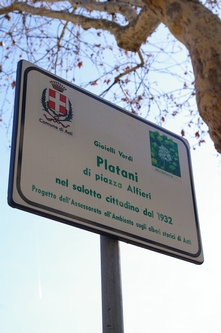 Comune di Asti
Gioielli Verdi
Platani
di piazza Alfieri
nel salotto cittadino dal 1932
Progetto dell'Assessorato all'Ambiente sugli alberi storici di Asti